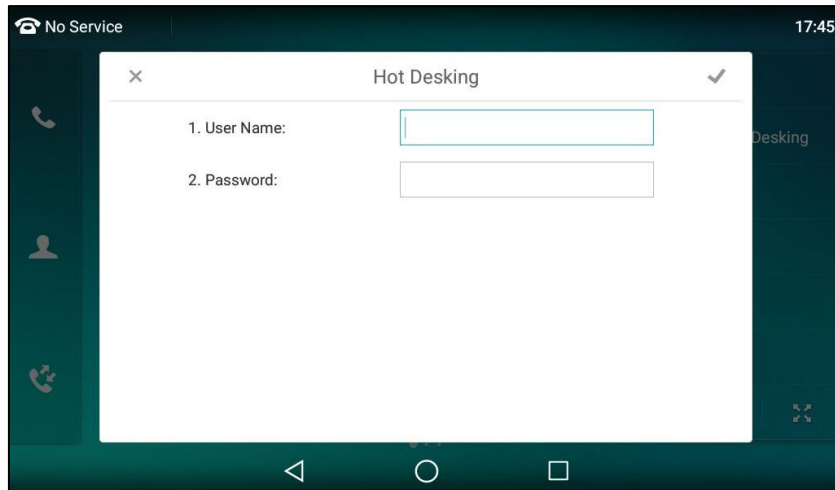 No Service
17:45
Hot Desking
1. User Name:
Desking
2. Password: